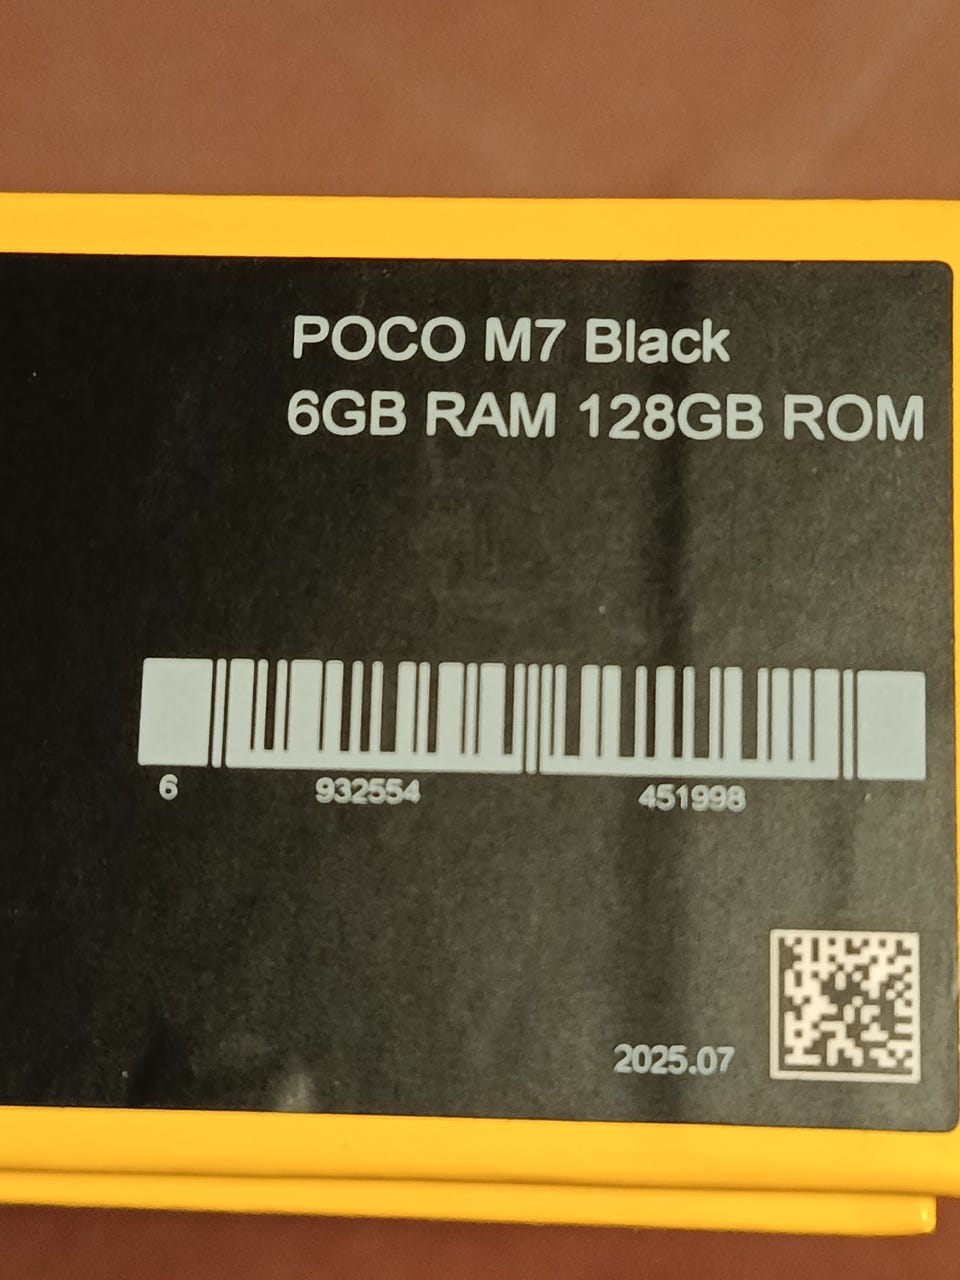 POCO M7 Black
6GB RAM 128GB ROM
6 932554 451998
2025.07